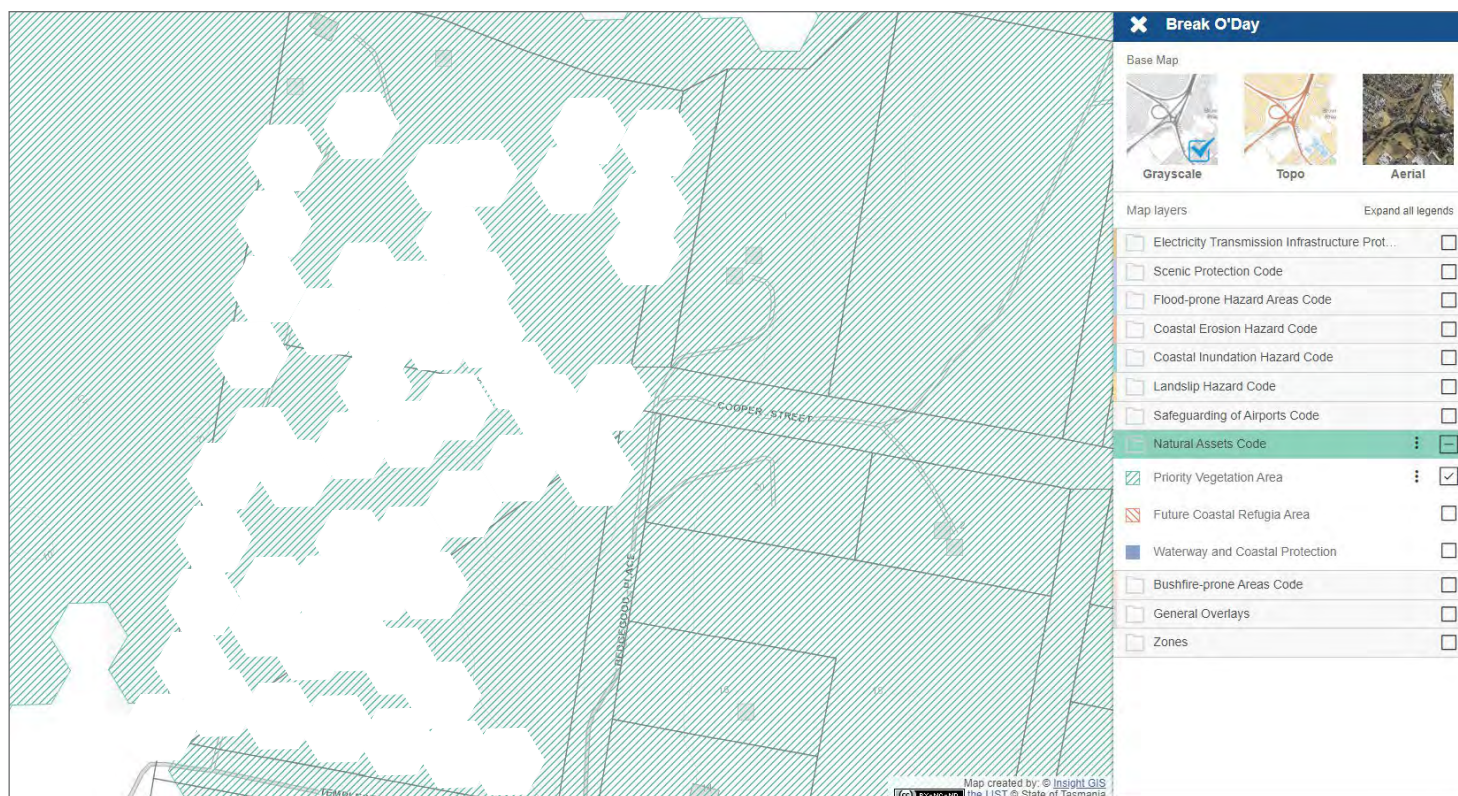 Break O'Day
Base Map
Grayscale
Topo
Aerial
Map layers
Expand all legends
Electricity Transmission Infrastructure Prot...
Scenic Protection Code
Flood-prone Hazard Areas Code
Coastal Erosion Hazard Code
Coastal Inundation Hazard Code
Landslip Hazard Code
Safeguarding of Airports Code
Natural Assets Code
Priority Vegetation Area
Future Coastal Refugia Area
Waterway and Coastal Protection
Bushfire-prone Areas Code
General Overlays
Zones
COOPER STREET
BEDGEGOOD PLACE
15
Map created by: © Insight GIS
the LIST © State of Tasmania